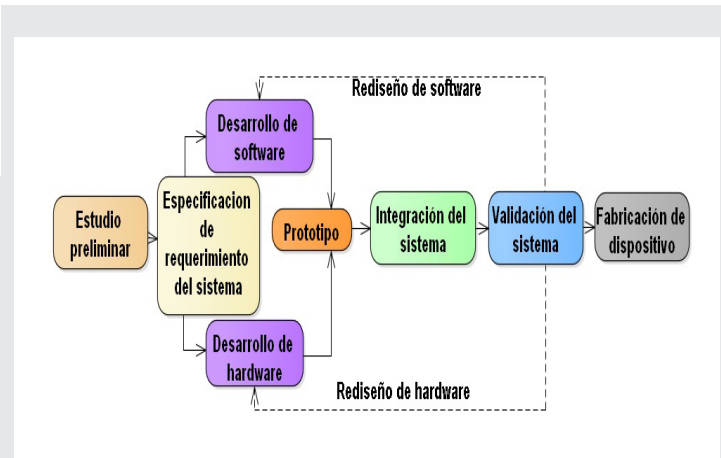 Rediseño de software
Desarrollo de
software
Estudio
preliminar
Especificacion
de
requerimiento
del sistema
Prototipo
Integración del
sistema
Validación del
sistema
Fabricación de
dispositivo
Desarrollo de
hardware
Rediseño de hardware